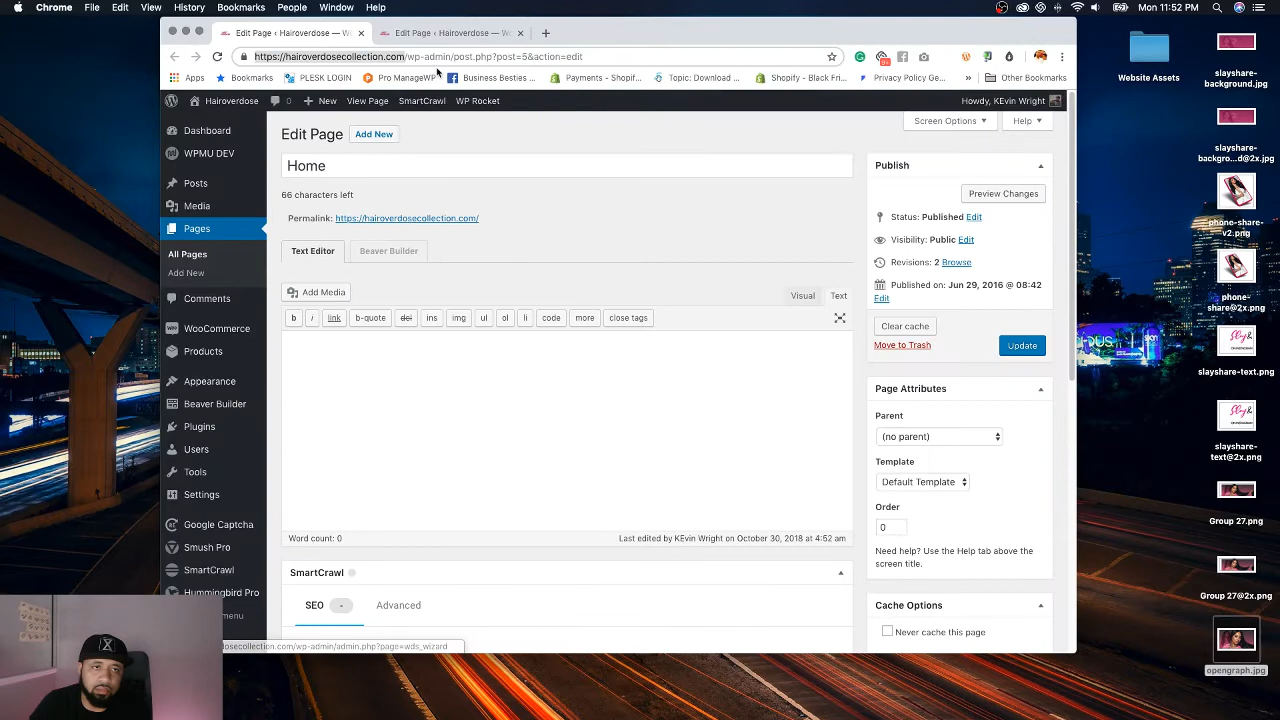 Chrome File Edit View History Bookmarks People Window Help
Mon 11:52 PM
Edit Page ‹ Hairoverdose — W
Edit Page ‹ Hairoverdose — W
https://hairoverdosecollection.com/wp-admin/post.php?post=5&action=edit
Apps Bookmarks PLESK LOGIN Pro ManageWP Business Besties ... Payments – Shopif... Topic: Download ... Shopify - Black Fri... Privacy Policy Ge... Other Bookmarks
Hairoverdose 0 New View Page SmartCrawl WP Rocket
Howdy, KEvin Wright
Dashboard
WPMU DEV
Posts
Media
Pages
All Pages
Add New
Comments
WooCommerce
Products
Appearance
Beaver Builder
Plugins
Users
Tools
Settings
Google Captcha
Smush Pro
SmartCrawl
Hummingbird Pro
menu
Screen Options Help
Edit Page Add New
Home
66 characters left
Permalink: https://hairoverdosecollection.com/
Text Editor Beaver Builder
Add Media
Visual Text
b i link b-quote del ins img ul ol li code more close tags
Word count: 0
Last edited by KEvin Wright on October 30, 2018 at 4:52 am
SmartCrawl
SEO - Advanced
osecollection.com/wp-admin/admin.php?page=wds_wizard
Publish
Preview Changes
Status: Published Edit
Visibility: Public Edit
Revisions: 2 Browse
Published on: Jun 29, 2016 @ 08:42
Edit
Clear cache
Move to Trash
Update
Page Attributes
Parent
(no parent)
Template
Default Template
Order
0
Need help? Use the Help tab above the
screen title.
Cache Options
Never cache this page
Website Assets
slayshare-
background.jpg
slayshare-
backgro...d@2x.jpg
phone-share-
v2.png
phone-
share@2x.png
slayshare-text.png
slayshare-
text@2x.png
Group 27.png
Group 27@2x.png
opengraph.jpg